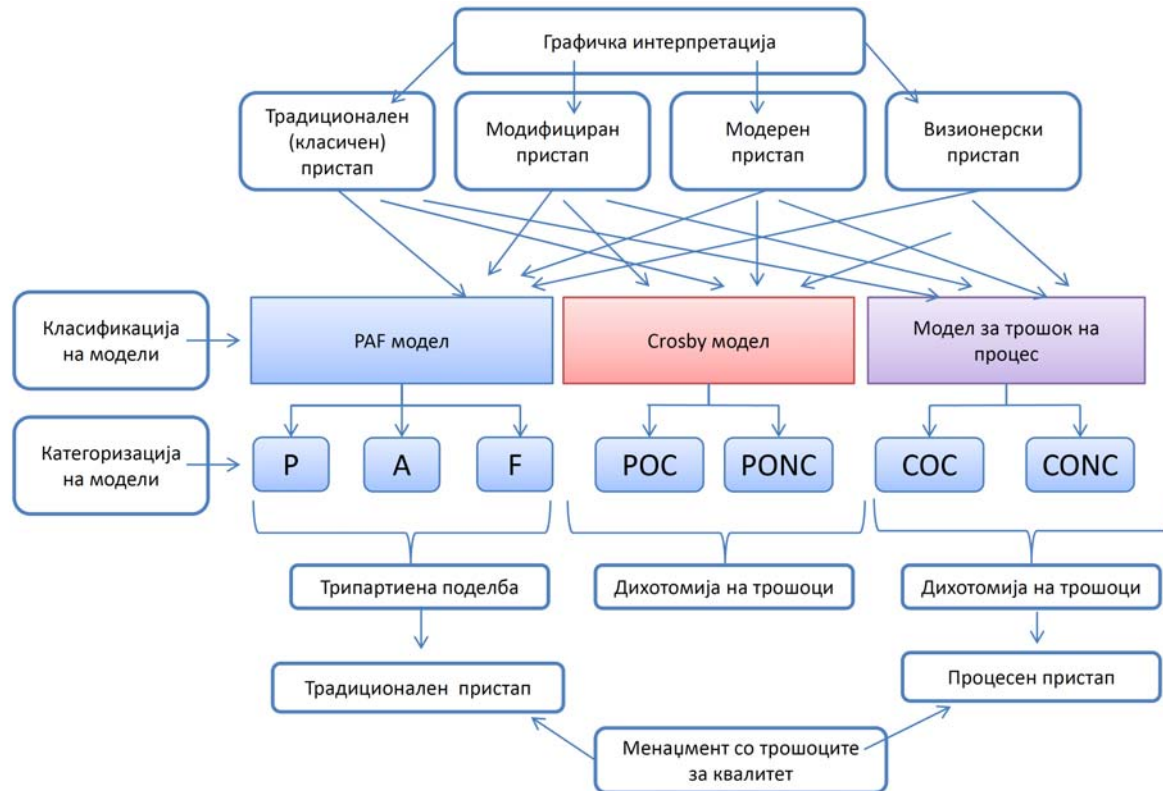 Графичка интерпретација
Традиционален
(класичен)
пристап
Модифициран
пристап
Модерен
пристап
Визионерски
пристап
Класификација
на модели
PAF модел
Crosby модел
Модел за трошок на
процес
Категоризација
на модели
P
A
F
POC
PONC
COC
CONC
Трипартиена поделба
Дихотомија на трошоци
Дихотомија на трошоци
Традиционален пристап
Процесен пристап
Менаџмент со трошоците
за квалитет